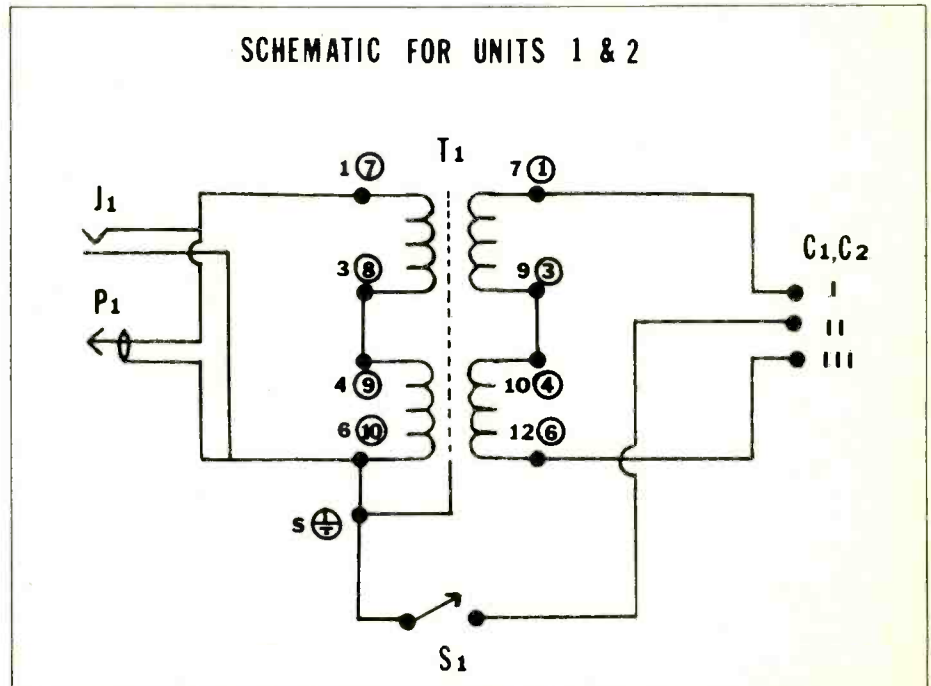 SCHEMATIC FOR UNITS 1 & 2
T1
1 7
7 1
J1
C1,C2
3 8
9 3
I
P1
II
III
4 9
10 4
6 10
12 6
S
S1